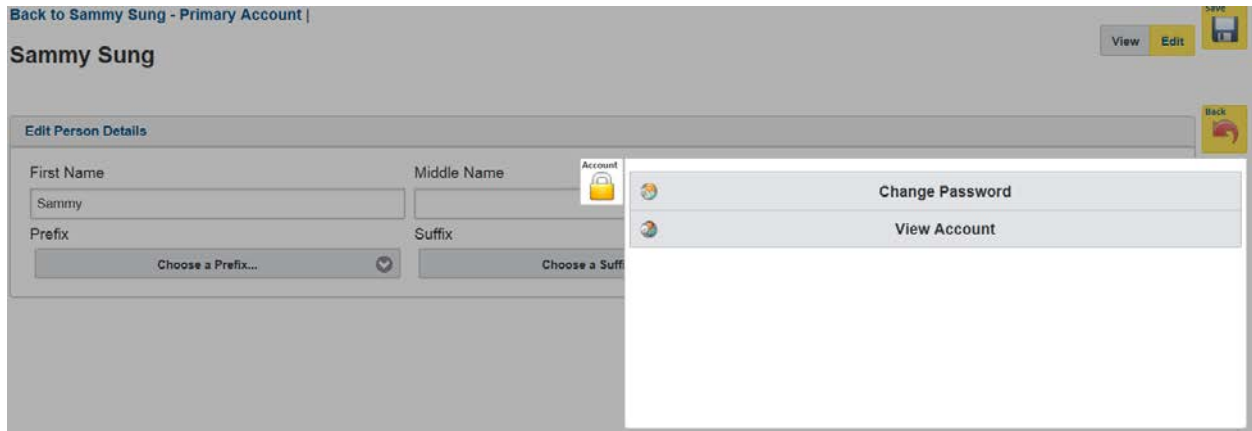 Back to Sammy Sung - Primary Account |
Save
Sammy Sung
View Edit
Back
Edit Person Details
First Name
Middle Name
Account
Sammy
Change Password
Prefix
Suffix
View Account
Choose a Prefix...
Choose a Suff